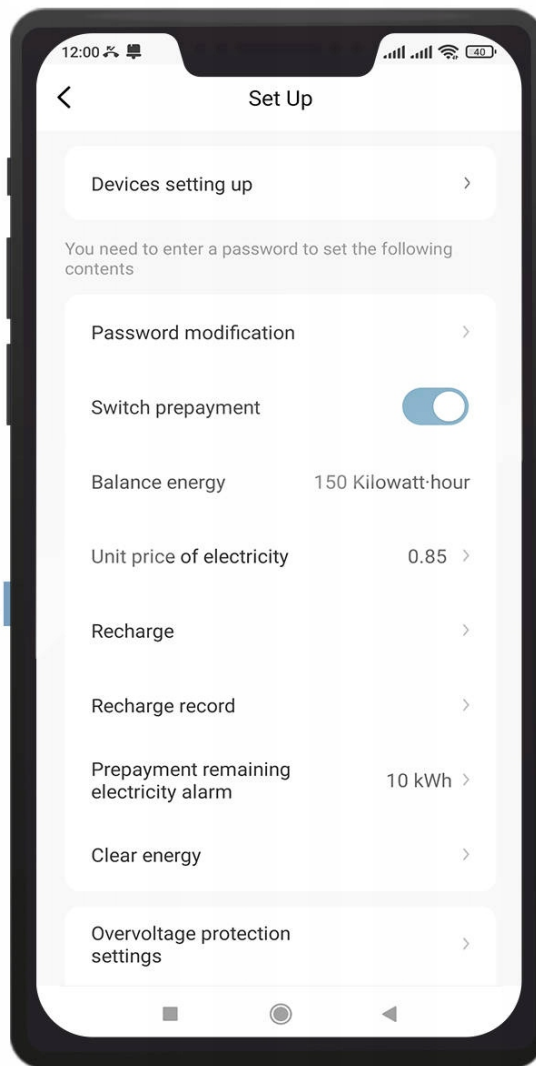 12:00
40
Set Up
Devices setting up
You need to enter a password to set the following
contents
Password modification
Switch prepayment
Balance energy 150 Kilowatt·hour
Unit price of electricity 0.85
Recharge
Recharge record
Prepayment remaining
electricity alarm 10 kWh
Clear energy
Overvoltage protection
settings